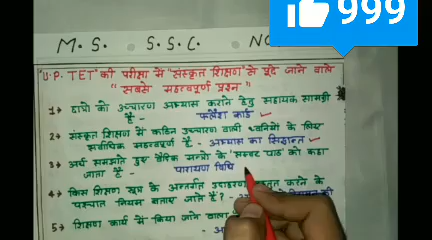 999
M. S. S. S. C. NO
"U.P. TET" की परीक्षा में "संस्कृत शिक्षण" से पूछे जाने वाले
"सबसे महत्वपूर्ण प्रश्न"
1→ छात्रों को उच्चारण अभ्यास कराने हेतु सहायक सामग्री
है- फ्लैश कार्ड
2→ संस्कृत शिक्षण में कठिन उच्चारण वाली ध्वनियों के लिए
सर्वाधिक महत्वपूर्ण है - अभ्यास का सिद्धान्त
3→ अर्थ समझाते हुए वैदिक मन्त्रों के सस्वर पाठ को कहा
जाता है - पारायण विधि
4→ किस शिक्षण सूत्र के अन्तर्गत उदाहरण प्रस्तुत करने के
पश्चात नियम बताए जाते हैं? -
5→ शिक्षण कार्य में किया जाने वाला